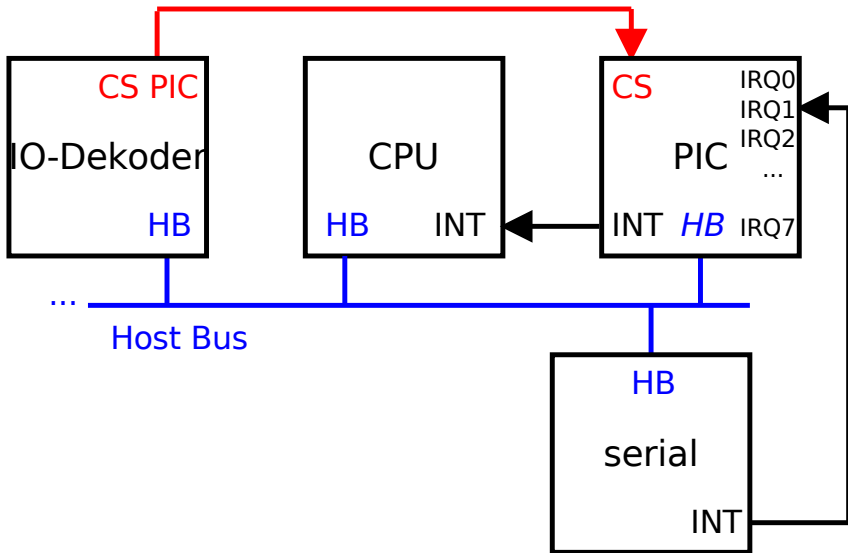 CS PIC
IO-Dekoder
HB
CPU
HB INT
CS
IRQ0
IRQ1
IRQ2
...
IRQ7
PIC
INT HB
...
Host Bus
HB
serial
INT